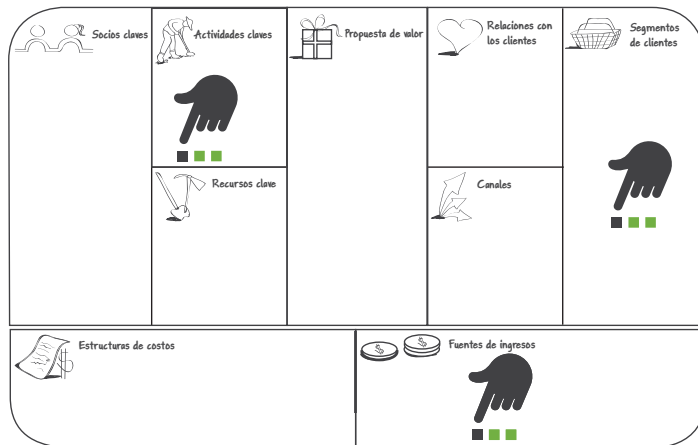 Socios claves
Actividades claves
Propuesta de valor
Relaciones con
los clientes
Segmentos
de clientes
Recursos clave
Canales
Estructuras de costos
Fuentes de ingresos
$
$